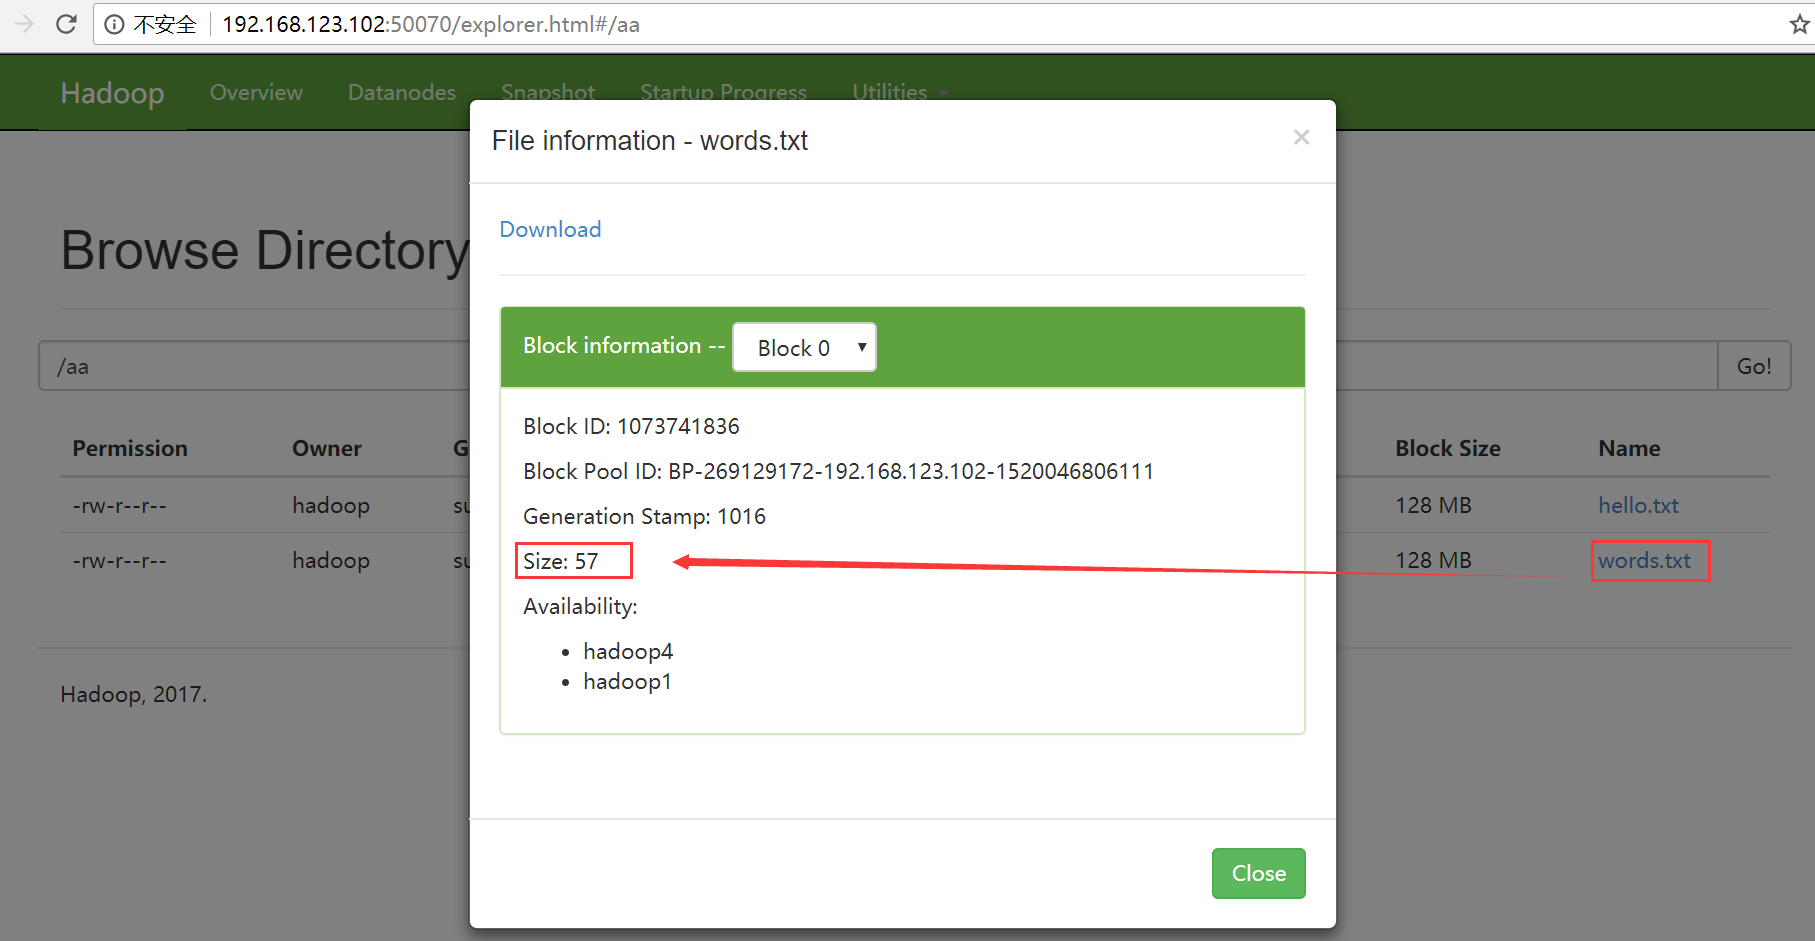 不安全 192.168.123.102:50070/explorer.html#/aa
Hadoop Overview Datanodes Snapshot Startup Progress Utilities
File information - words.txt ×
Download
Browse Directory
Block information -- Block 0
/aa Go!
Block ID: 1073741836
Permission Owner G Block Size Name
Block Pool ID: BP-269129172-192.168.123.102-1520046806111
-rw-r--r-- hadoop su 128 MB hello.txt
Generation Stamp: 1016
-rw-r--r-- hadoop su 128 MB words.txt
Size: 57
Availability:
hadoop4
hadoop1
Hadoop, 2017.
Close